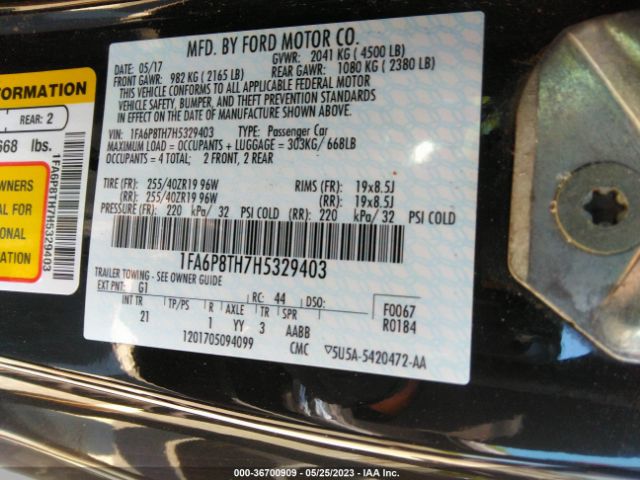 MFD. BY FORD MOTOR CO.
DATE: 05/17 GVWR: 2041 KG ( 4500 LB)
FRONT GAWR: 982 KG ( 2165 LB) REAR GAWR: 1080 KG ( 2380 LB)
THIS VEHICLE CONFORMS TO ALL APPLICABLE FEDERAL MOTOR
VEHICLE SAFETY, BUMPER, AND THEFT PREVENTION STANDARDS
IN EFFECT ON THE DATE OF MANUFACTURE SHOWN ABOVE.
VIN: 1FA6P8TH7H5329403 TYPE: Passenger Car
MAXIMUM LOAD = OCCUPANTS + LUGGAGE = 303KG/ 668LB
OCCUPANTS = 4 TOTAL; 2 FRONT, 2 REAR
TIRE (FR): 255/40ZR19 96W RIMS (FR): 19x8.5J
(RR): 255/40ZR19 96W (RR): 19x8.5J
PRESSURE (FR): 220 kPa/ 32 PSI COLD (RR): 220 kPa/ 32 PSI COLD
1FA6P8TH7H5329403
TRAILER TOWING - SEE OWNER GUIDE
EXT PNT: G1 RC: 44 DSO: F0067
INT TR TP/PS R AXLE TR SPR R0184
21 1 YY 3 AABB
1201705094099 CMC ▽5U5A-5420472-AA
FORMATION
REAR: 2
668 lbs.
WNERS
AL FOR
IONAL
ATION
1FA6P8TH7H5329403
000-36700909 - 05/25/2023 - IAA Inc.